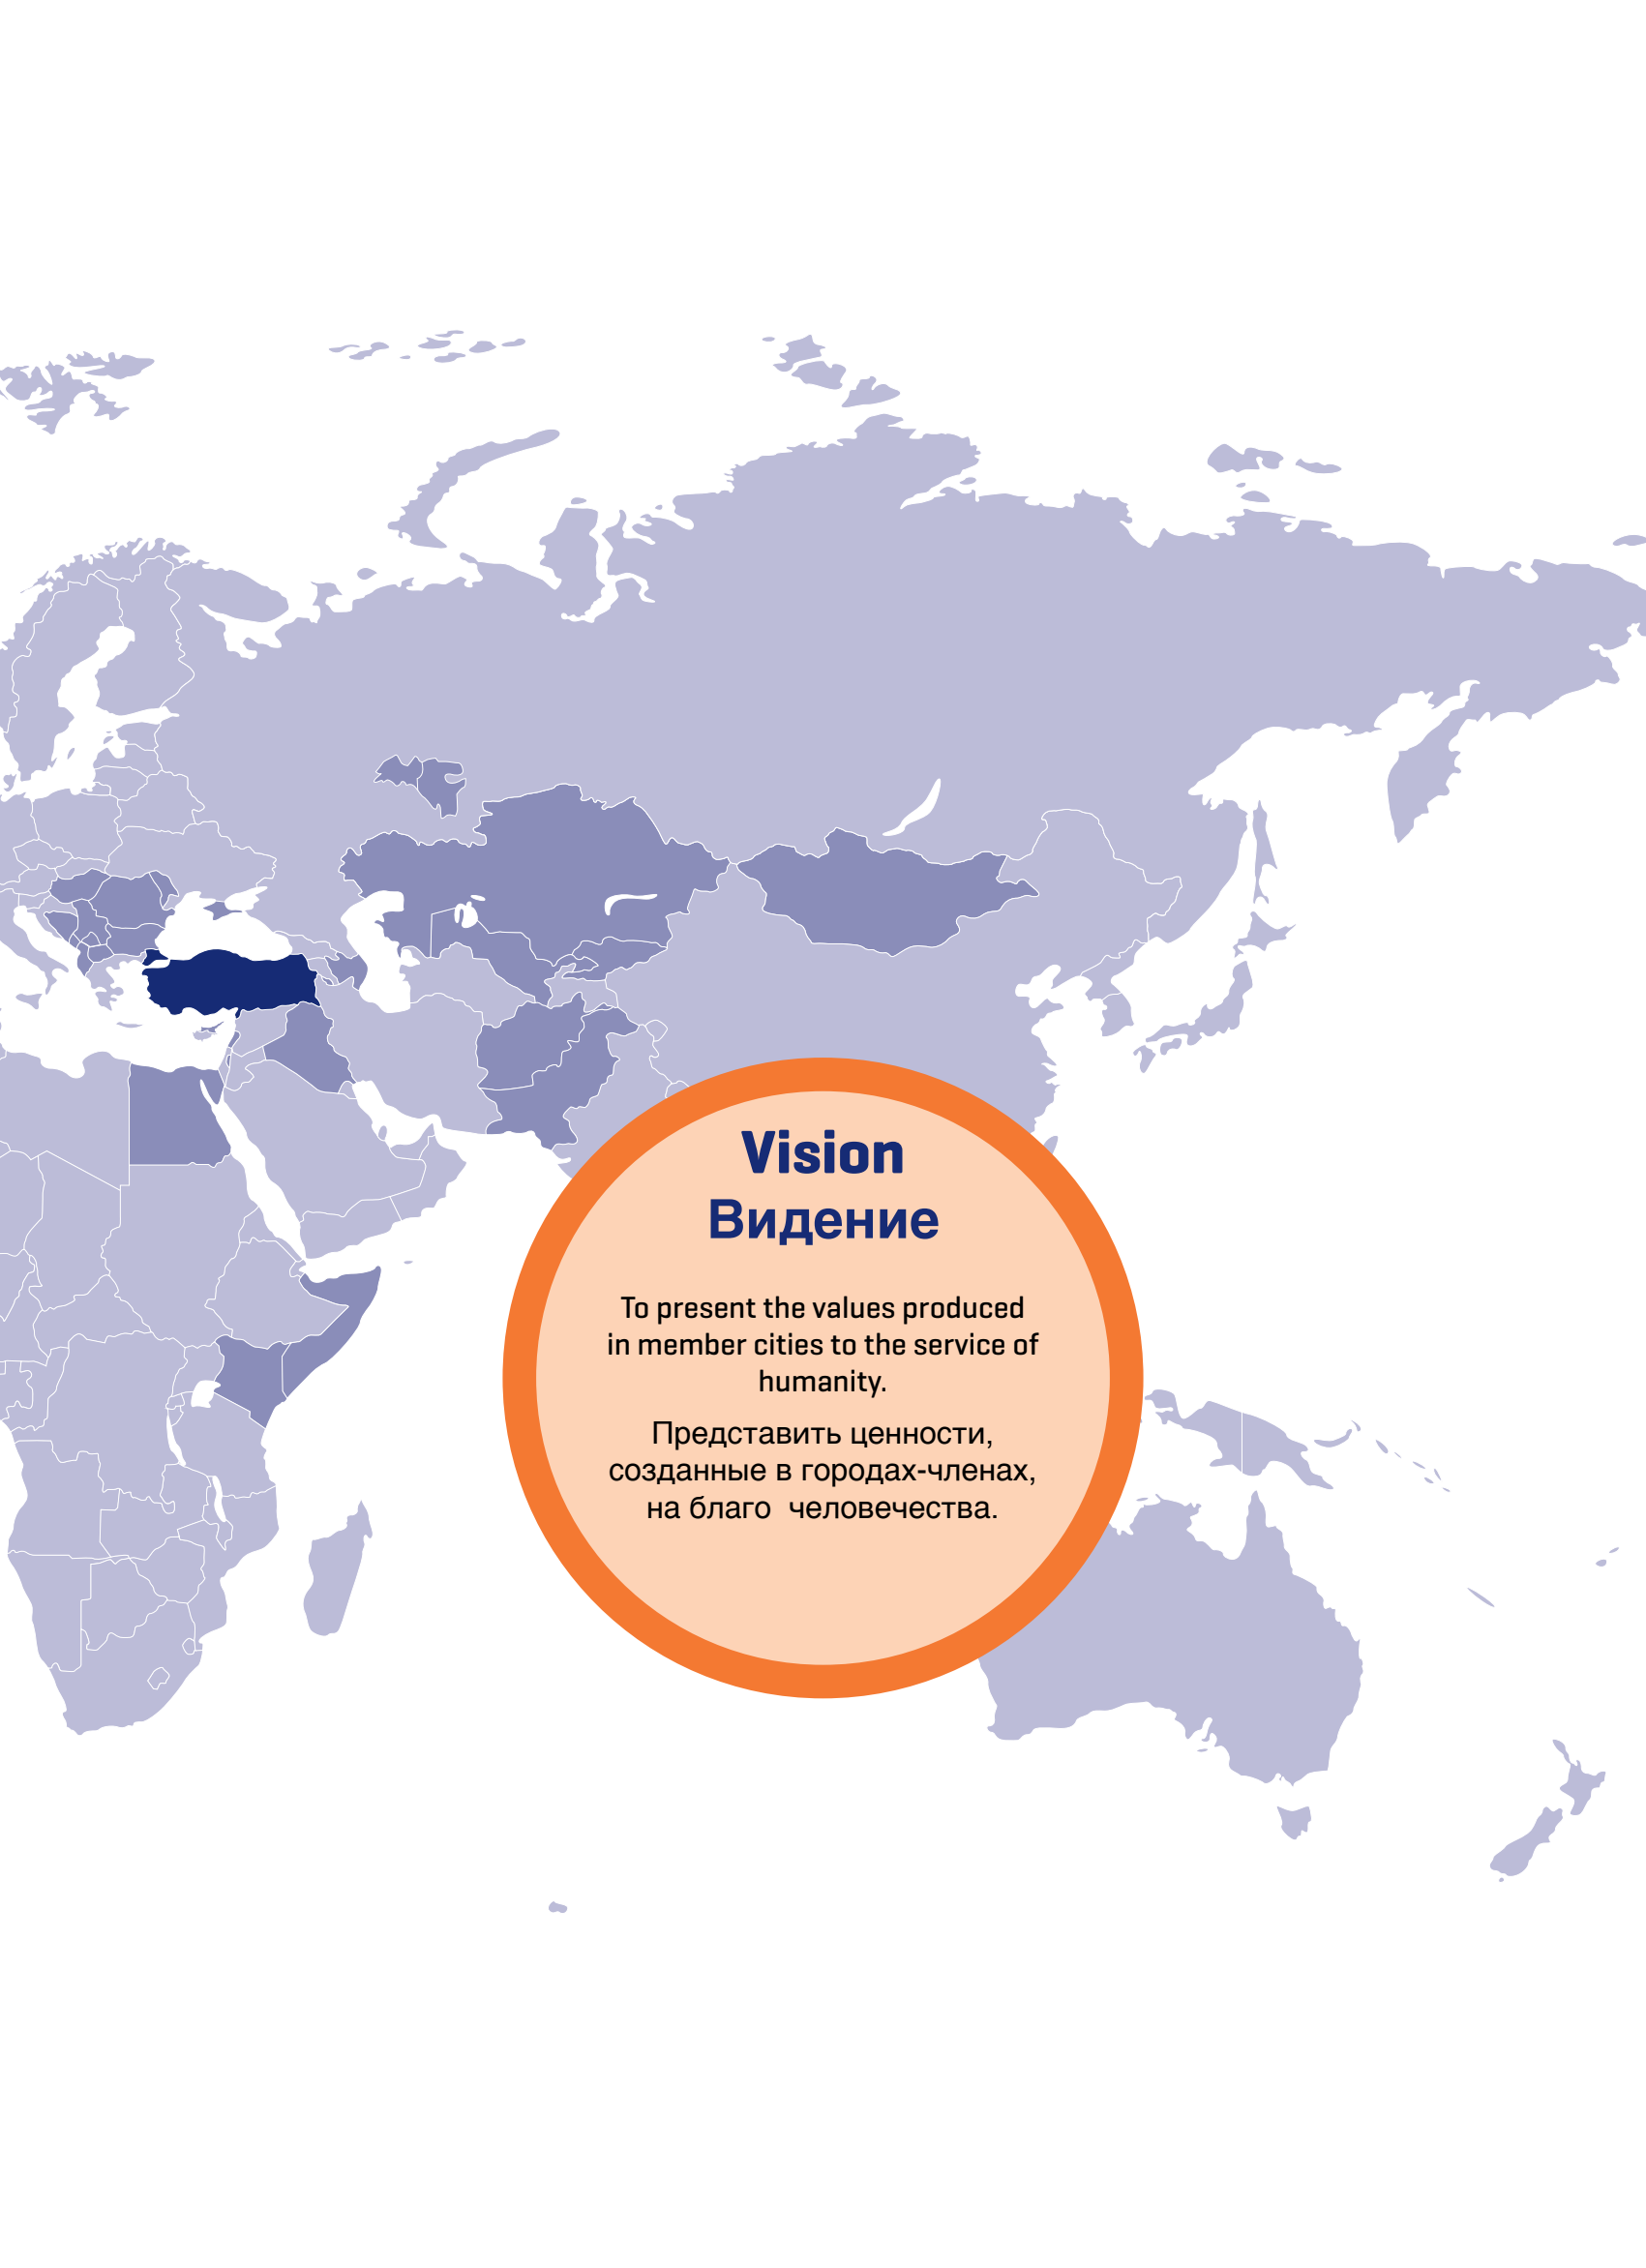 Vision
Видение
To present the values produced
in member cities to the service of
humanity.
Представить ценности,
созданные в городах-членах,
на благо человечества.